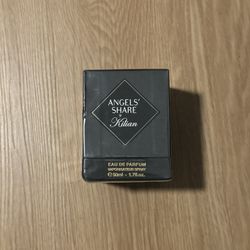 ANGELS'
SHARE
Kilian
EAU DE PARFUM
VAPORISATEUR SPRAY
50ml - 1,7fl.oz.